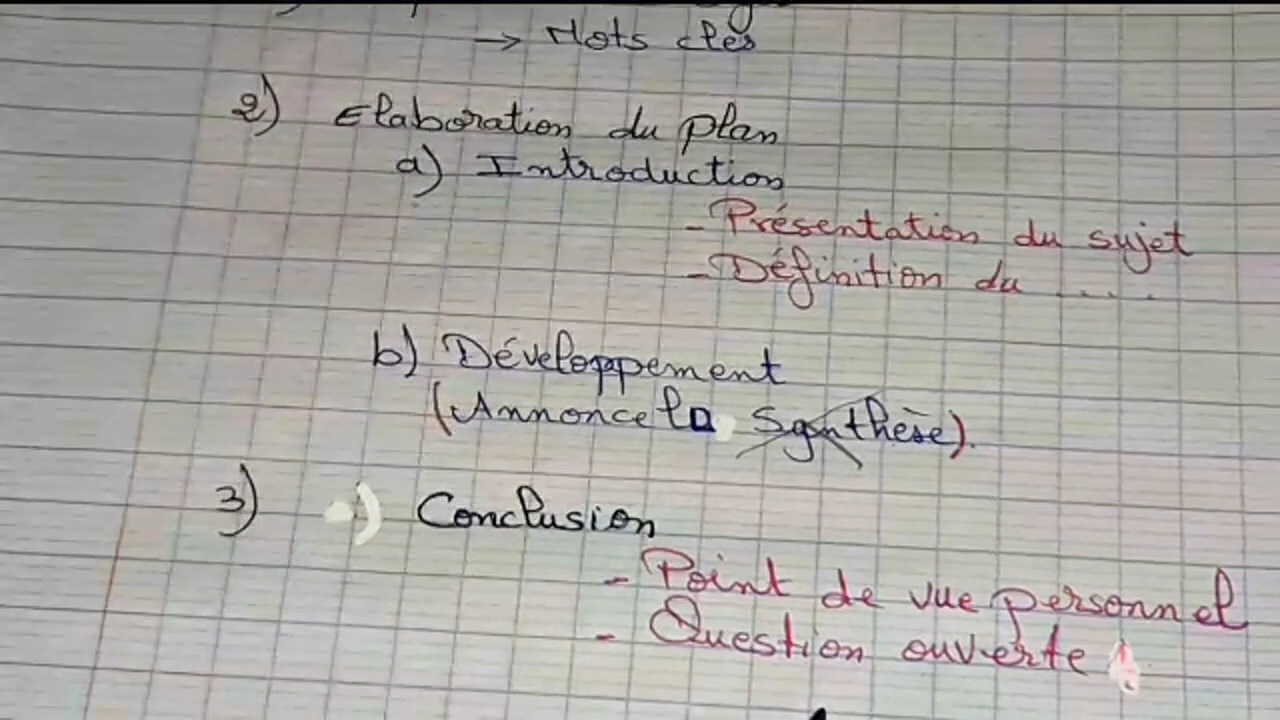 → Mots clés
2) Elaboration du plan
a) Introduction
- Présentation du sujet
- Définition du ....
b) Développement
(Annonce la synthèse).
3) Conclusion
- Point de vue personnel
- Question ouverte